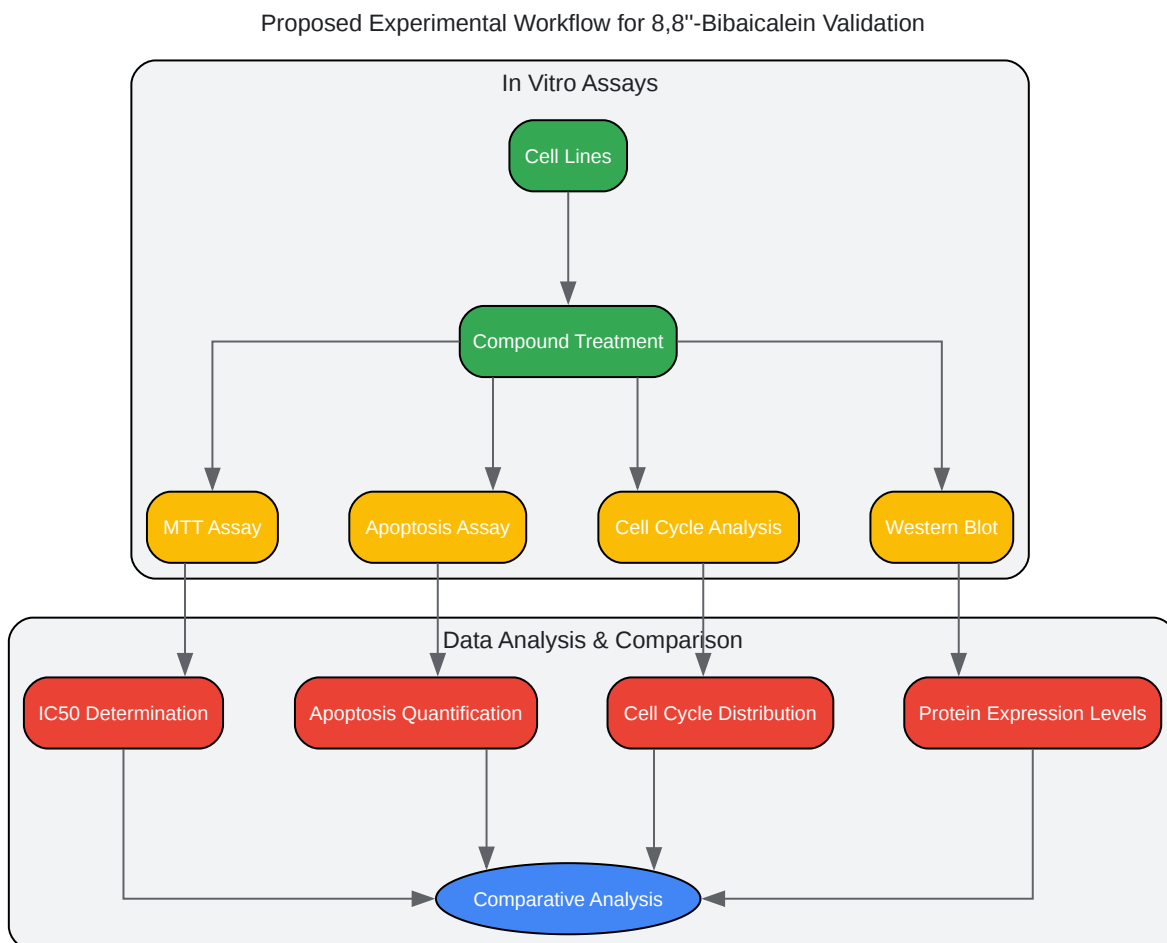 Proposed Experimental Workflow for 8,8''-Bibaicalein Validation
In Vitro Assays
Cell Lines
Compound Treatment
MTT Assay
Apoptosis Assay
Cell Cycle Analysis
Western Blot
Data Analysis & Comparison
IC50 Determination
Apoptosis Quantification
Cell Cycle Distribution
Protein Expression Levels
Comparative Analysis